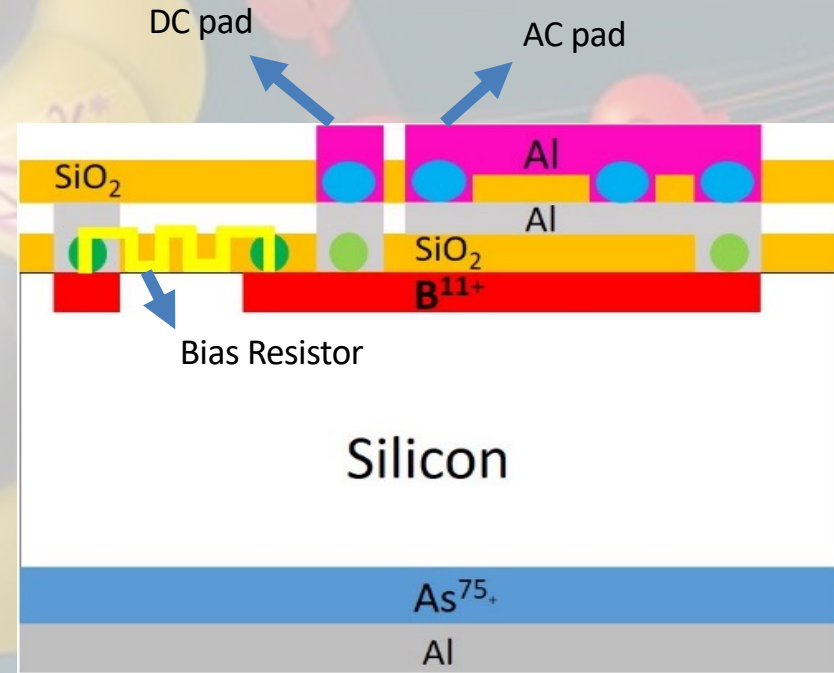 DC pad
AC pad
Al
SiO₂
Al
SiO₂
B¹¹⁺
Bias Resistor
Silicon
As⁷⁵⁺
Al